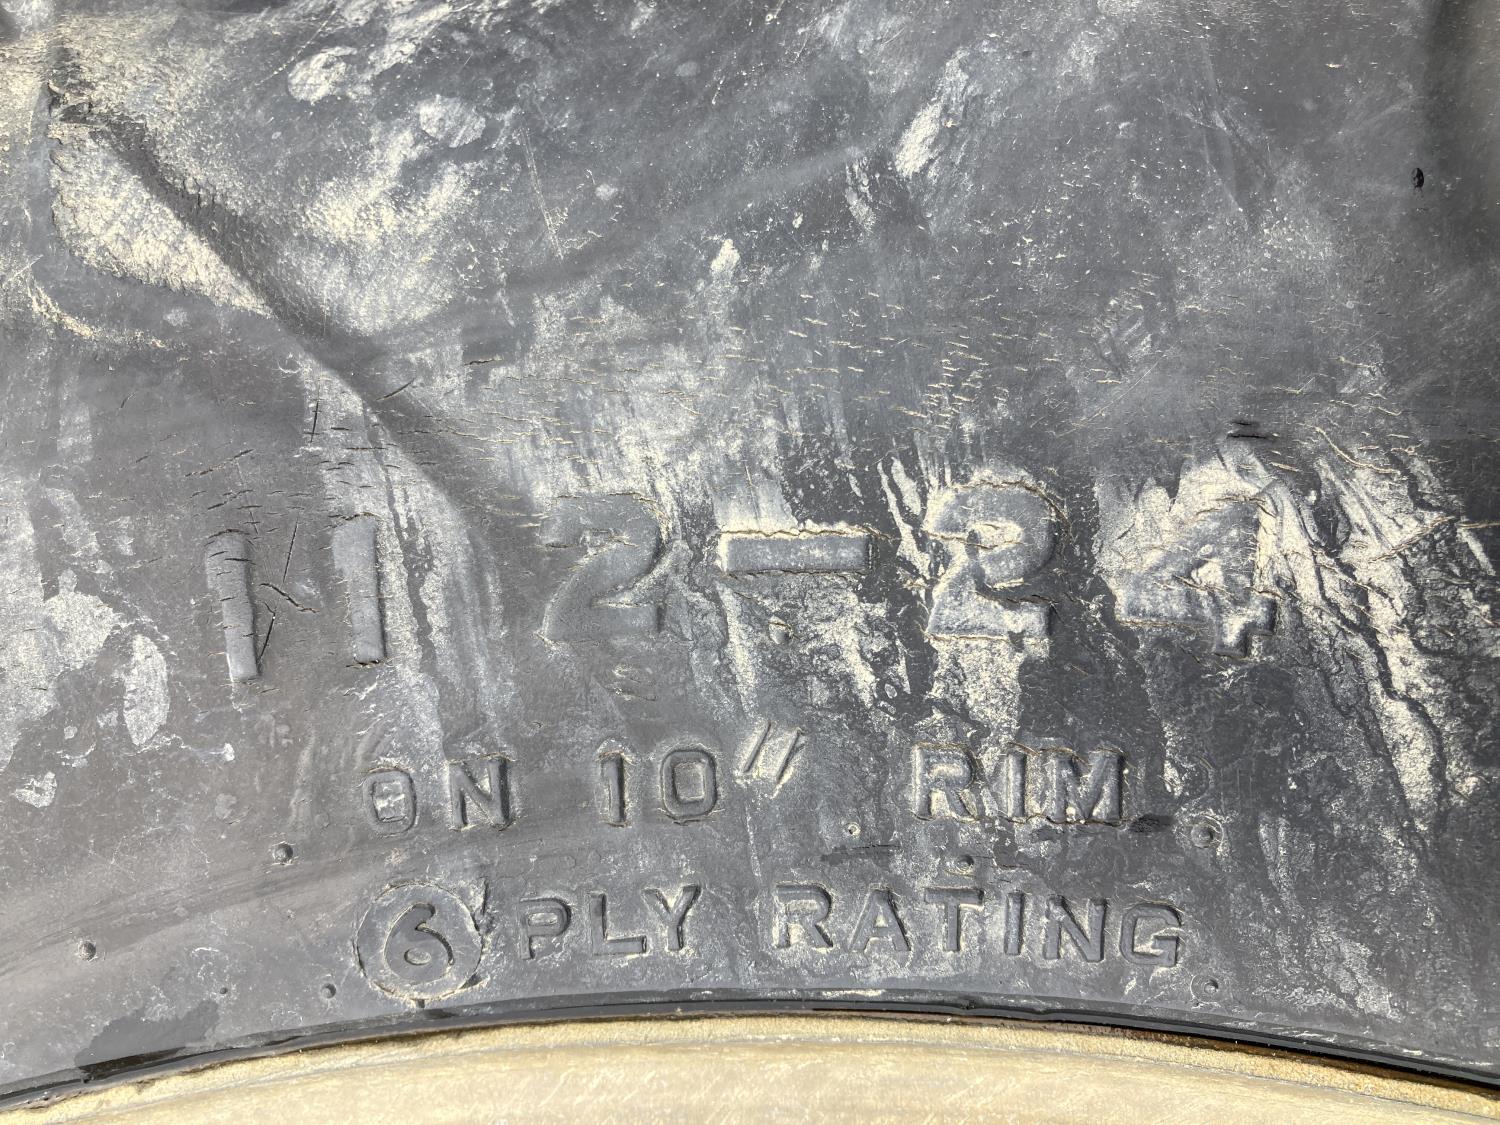 11 2-24
ON 10" RIM
6 PLY RATING